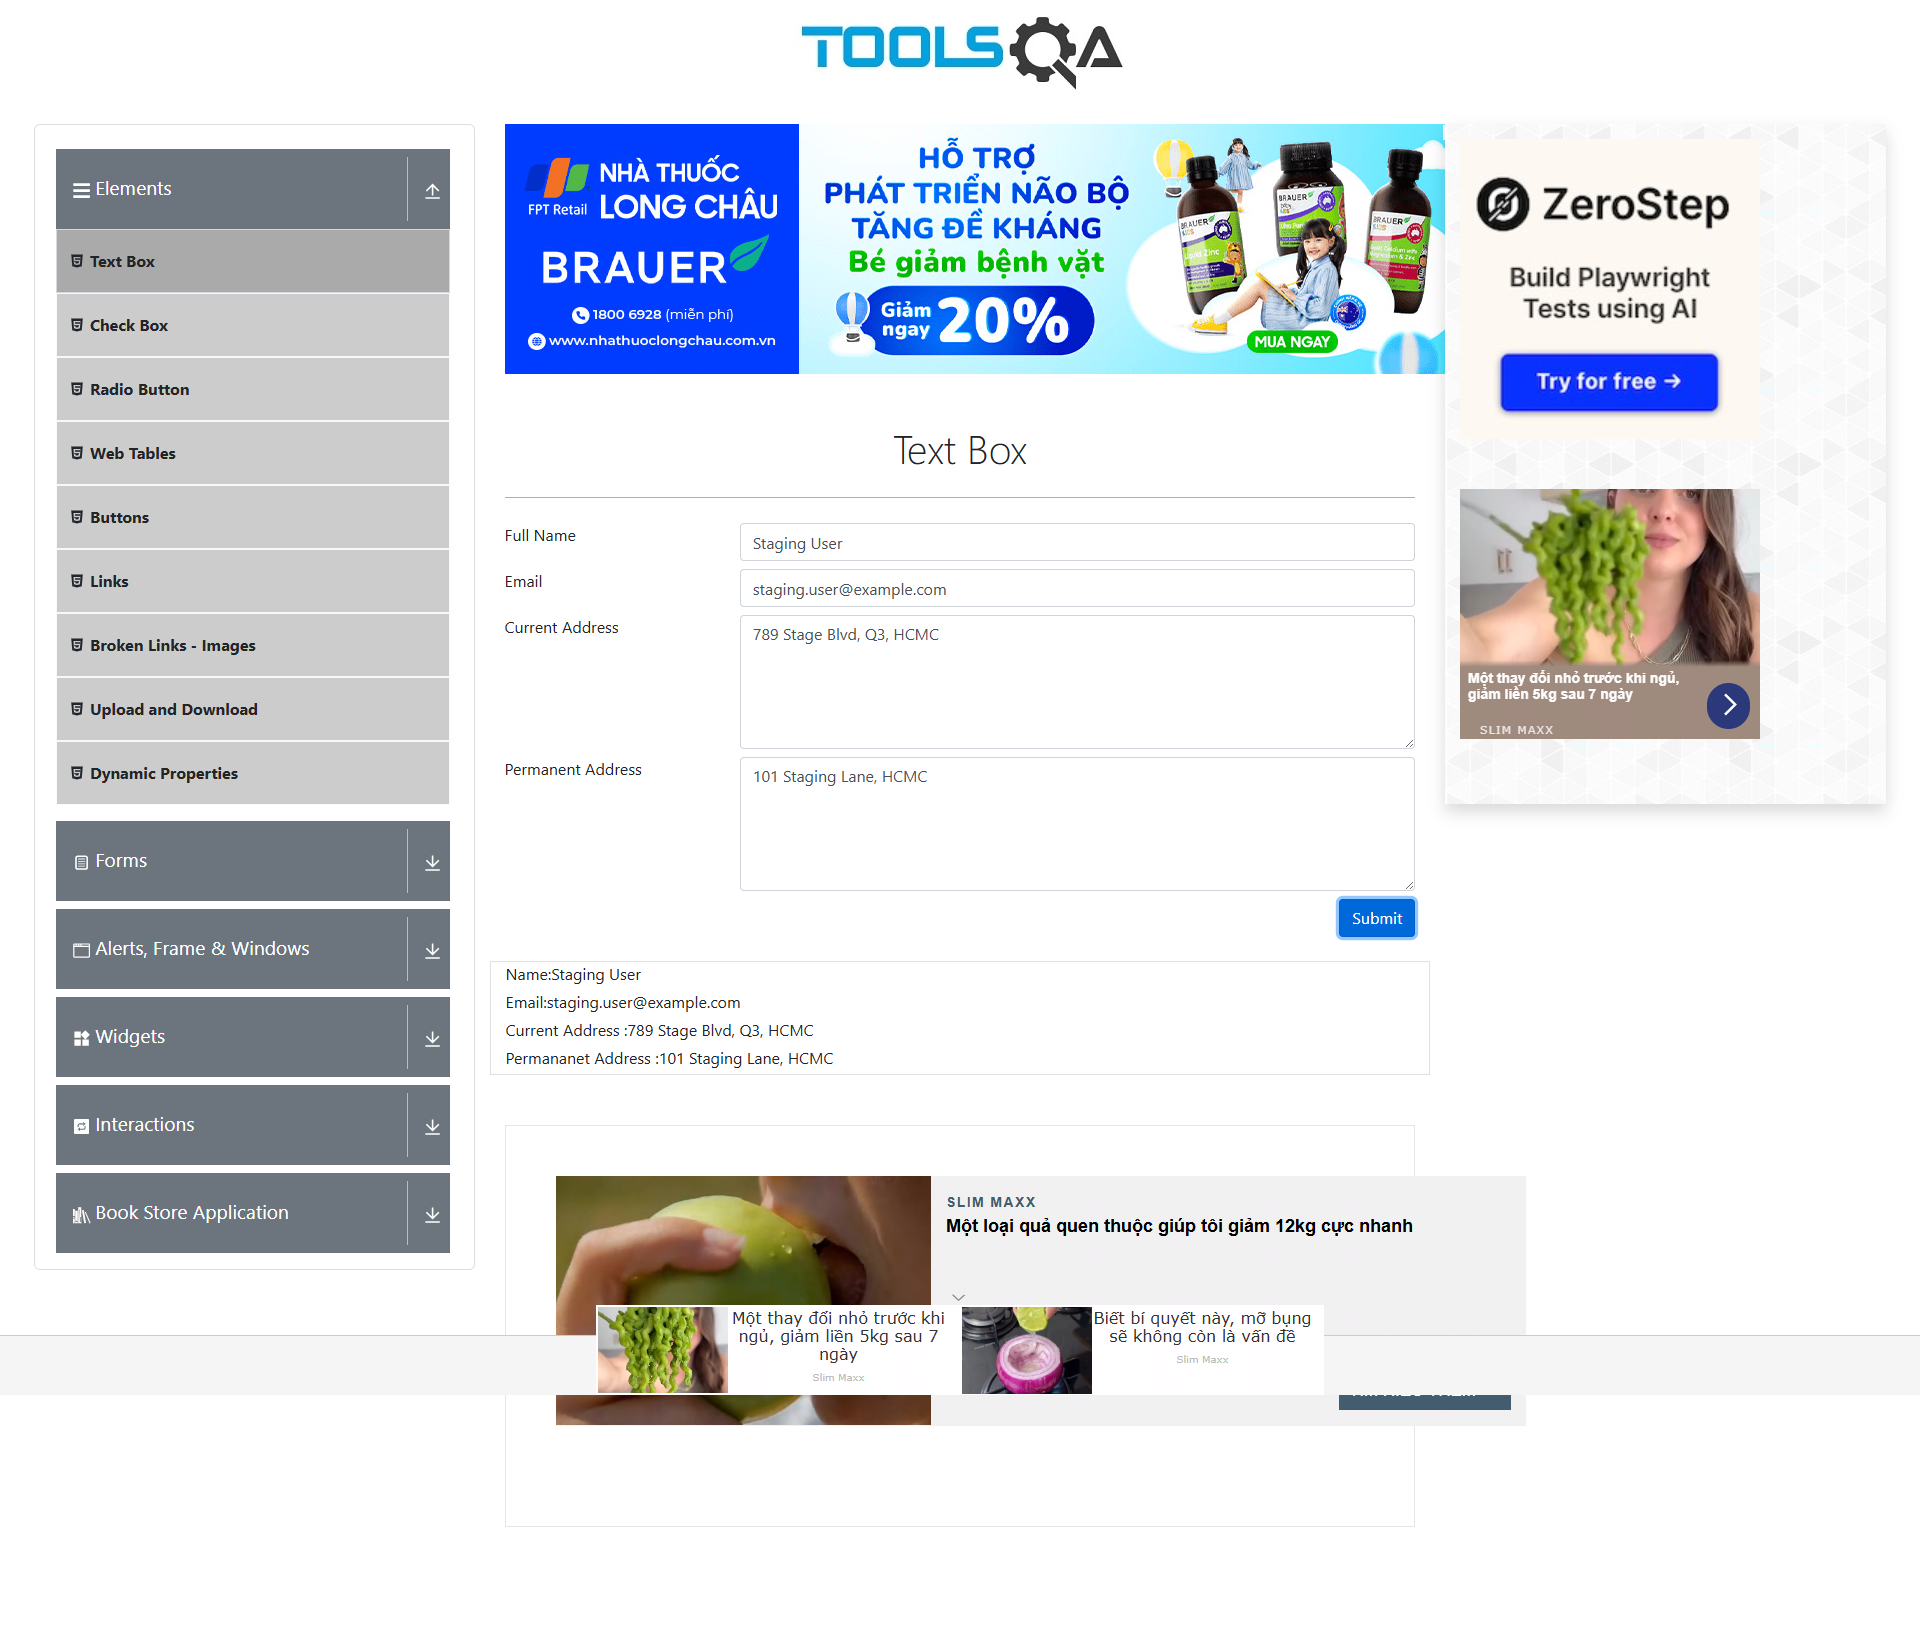 TOOLSQA
Elements
Text Box
Check Box
Radio Button
Web Tables
Buttons
Links
Broken Links - Images
Upload and Download
Dynamic Properties
Forms
Alerts, Frame & Windows
Widgets
Interactions
Book Store Application
FPT Retail
NHÀ THUỐC
LONG CHÂU
BRAUER
1800 6928 (miễn phí)
www.nhathuoclongchau.com.vn
HỖ TRỢ
PHÁT TRIỂN NÃO BỘ
TĂNG ĐỀ KHÁNG
Bé giảm bệnh vặt
Giảm
ngay 20%
BRAUER
KIDS
Liquid Zinc
BRAUER
BRAUER
KIDS
MUA NGAY
Text Box
Full Name
Staging User
Email
staging.user@example.com
Current Address
789 Stage Blvd, Q3, HCMC
Permanent Address
101 Staging Lane, HCMC
Submit
Name:Staging User
Email:staging.user@example.com
Current Address :789 Stage Blvd, Q3, HCMC
Permananet Address :101 Staging Lane, HCMC
ZeroStep
Build Playwright
Tests using AI
Try for free →
Một thay đổi nhỏ trước khi ngủ,
giảm liền 5kg sau 7 ngày
SLIM MAXX
SLIM MAXX
Một loại quả quen thuộc giúp tôi giảm 12kg cực nhanh
Một thay đổi nhỏ trước khi
ngủ, giảm liền 5kg sau 7
ngày
Slim Maxx
Biết bí quyết này, mỡ bụng
sẽ không còn là vấn đề
Slim Maxx